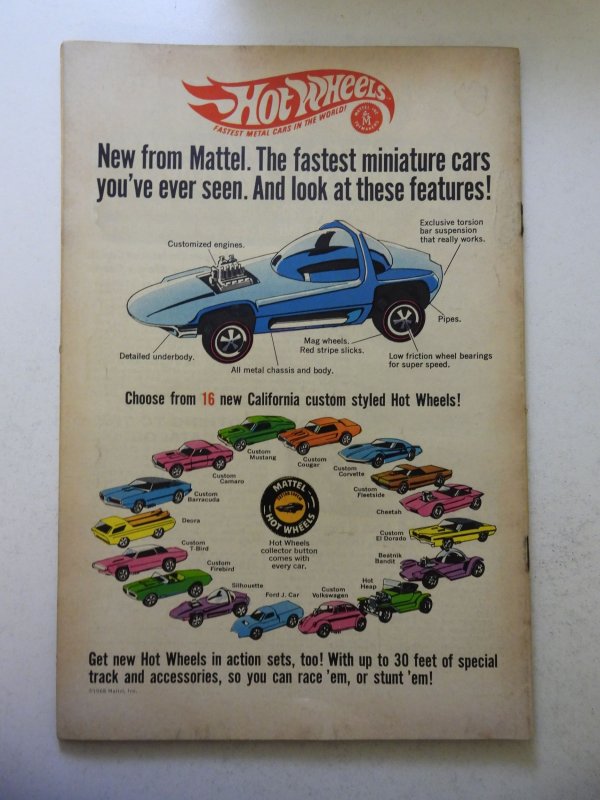 Hot Wheels
FASTEST METAL CARS IN THE WORLD!
MATTEL, INC.
M
TOYMAKERS
New from Mattel. The fastest miniature cars
you've ever seen. And look at these features!
Exclusive torsion
bar suspension
that really works.
Customized engines.
Pipes.
Mag wheels.
Red stripe slicks.
Detailed underbody.
Low friction wheel bearings
for super speed.
All metal chassis and body.
Choose from 16 new California custom styled Hot Wheels!
Custom
Mustang
Custom
Cougar
Custom
Camaro
Custom
Corvette
Custom
Barracuda
Custom
Fleetside
Cheetah
Deora
Custom
El Dorado
Custom
T-Bird
Beatnik
Bandit
Custom
Firebird
Hot
Heap
Silhouette
Ford J. Car
Custom
Volkswagen
MATTEL
HOT WHEELS
Hot Wheels
collector button
comes with
every car.
Get new Hot Wheels in action sets, too! With up to 30 feet of special
track and accessories, so you can race 'em, or stunt 'em!
©1968 Mattel, Inc.